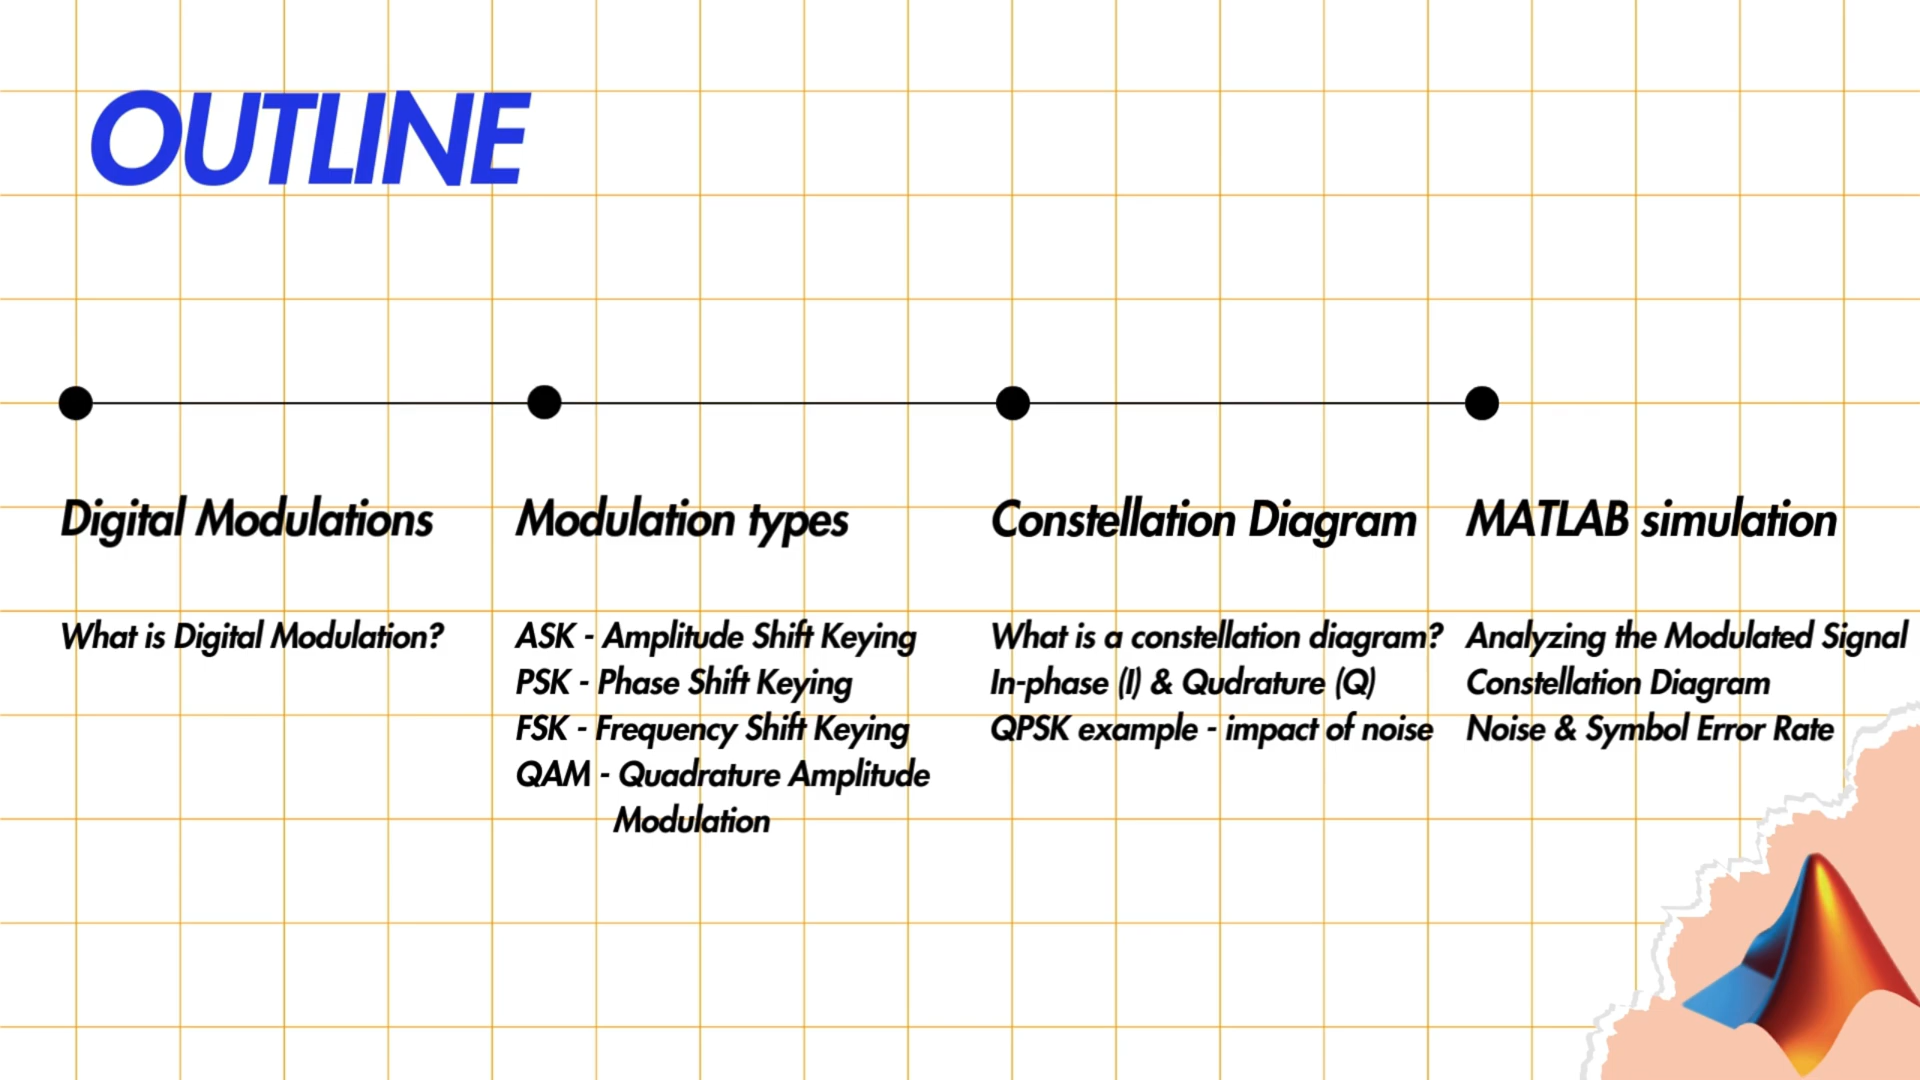 OUTLINE
Digital Modulations
What is Digital Modulation?
Modulation types
ASK - Amplitude Shift Keying
PSK - Phase Shift Keying
FSK - Frequency Shift Keying
QAM - Quadrature Amplitude
Modulation
Constellation Diagram
What is a constellation diagram?
In-phase (I) & Qudrature (Q)
QPSK example - impact of noise
MATLAB simulation
Analyzing the Modulated Signal
Constellation Diagram
Noise & Symbol Error Rate